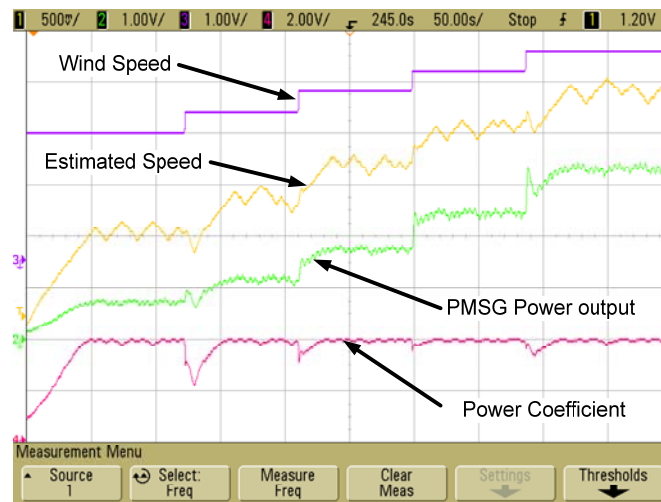 1 500mV/ 2 1.00V/ 3 1.00V/ 4 2.00V/ 245.0s 50.00s/ Stop 1 1.20V
Wind Speed
Estimated Speed
3
PMSG Power output
2
Power Coefficient
Measurement Menu
Source Select: Measure Clear Settings Thresholds
1 Freq Freq Meas